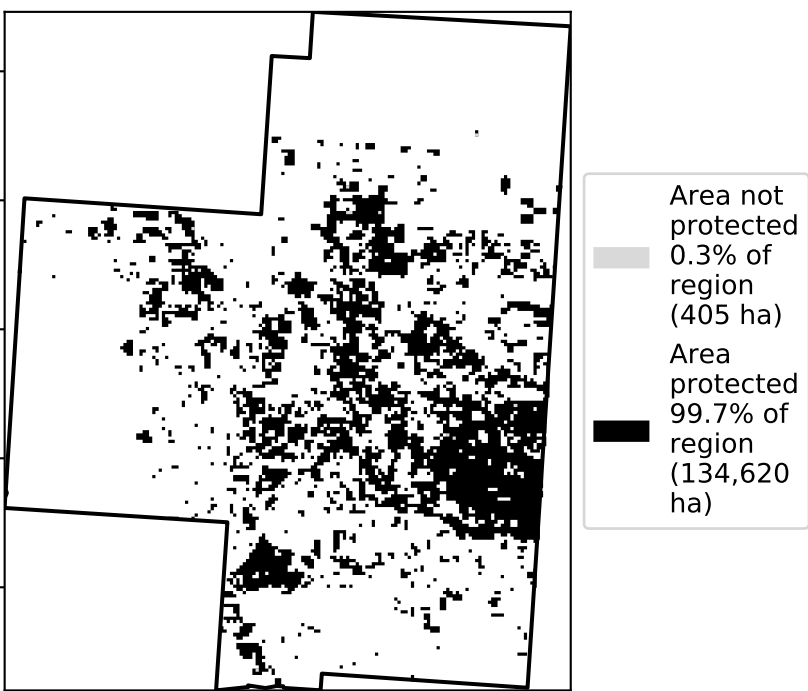 Area not
protected
0.3% of
region
(405 ha)
Area
protected
99.7% of
region
(134,620
ha)